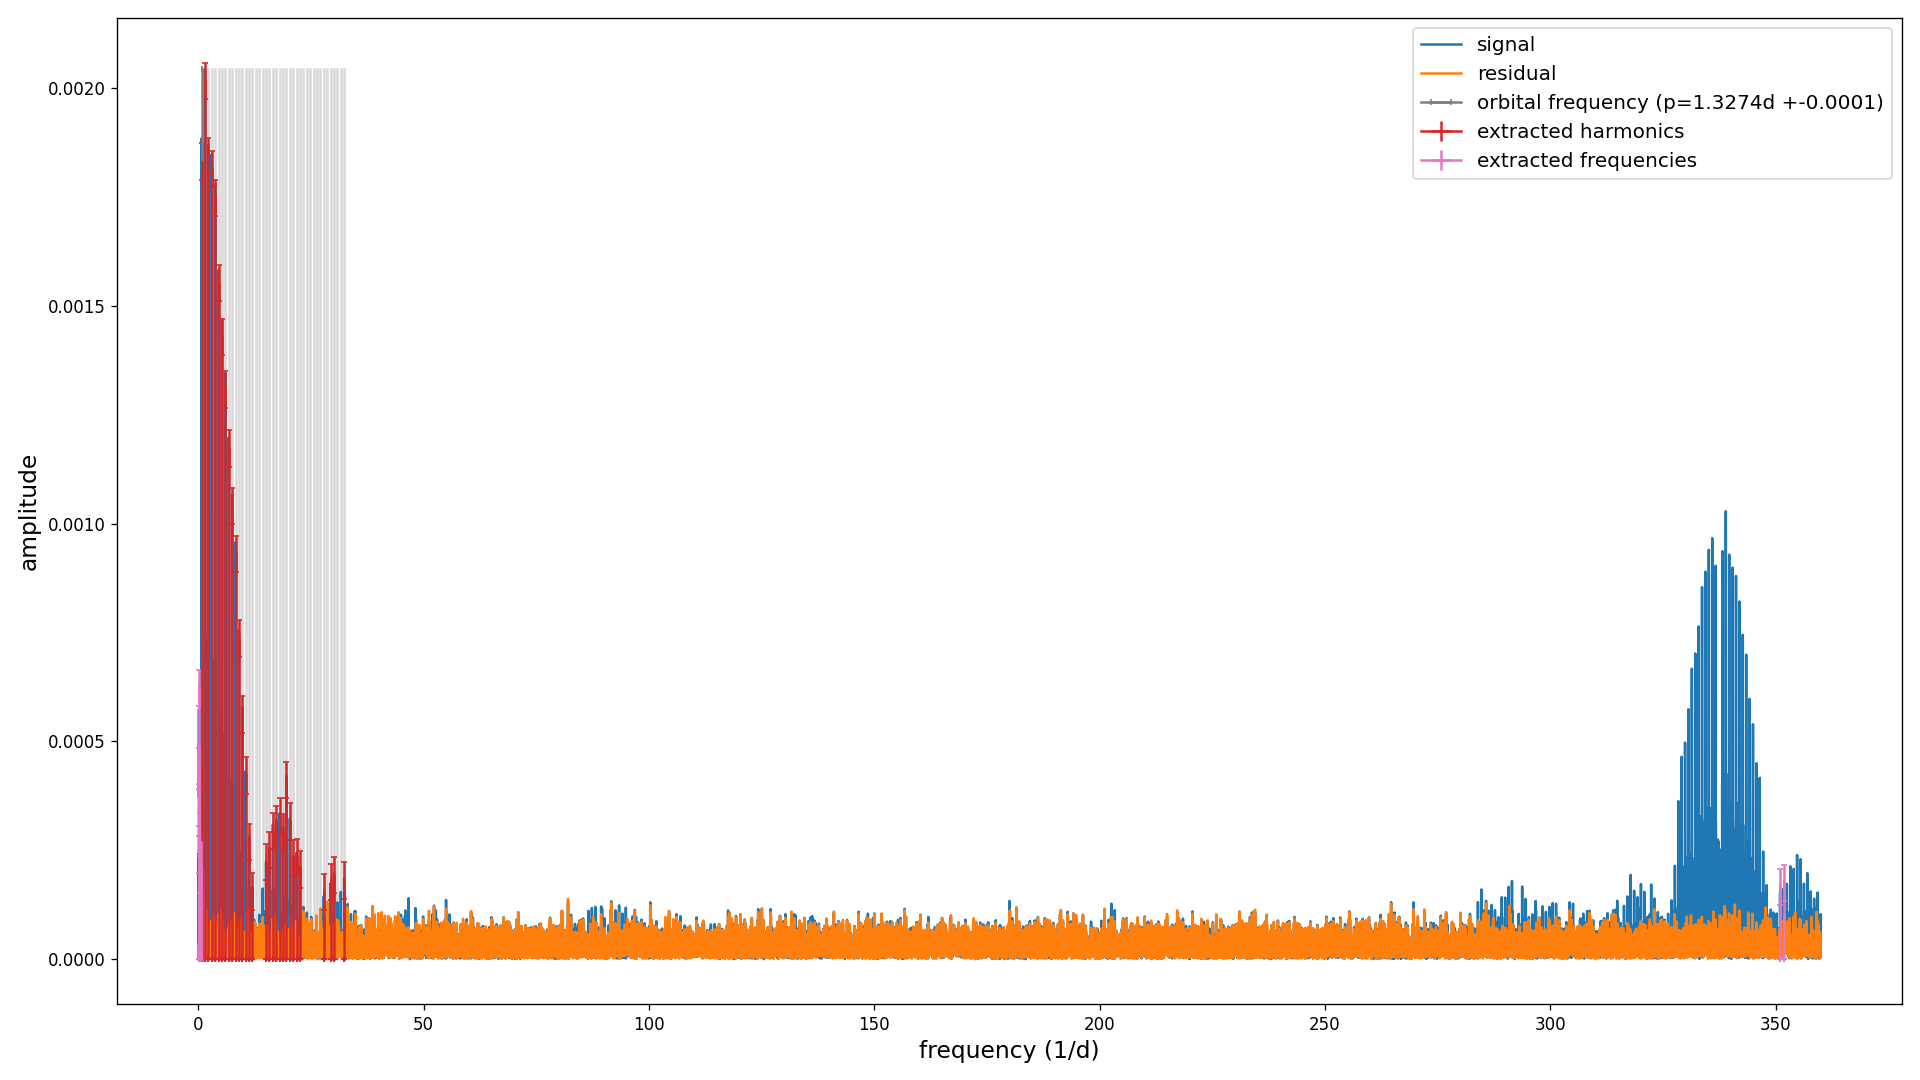 signal
residual
orbital frequency (p=1.3274d +-0.0001)
extracted harmonics
extracted frequencies
0.0020
0.0015
0.0010
0.0005
0.0000
amplitude
0 50 100 150 200 250 300 350
frequency (1/d)